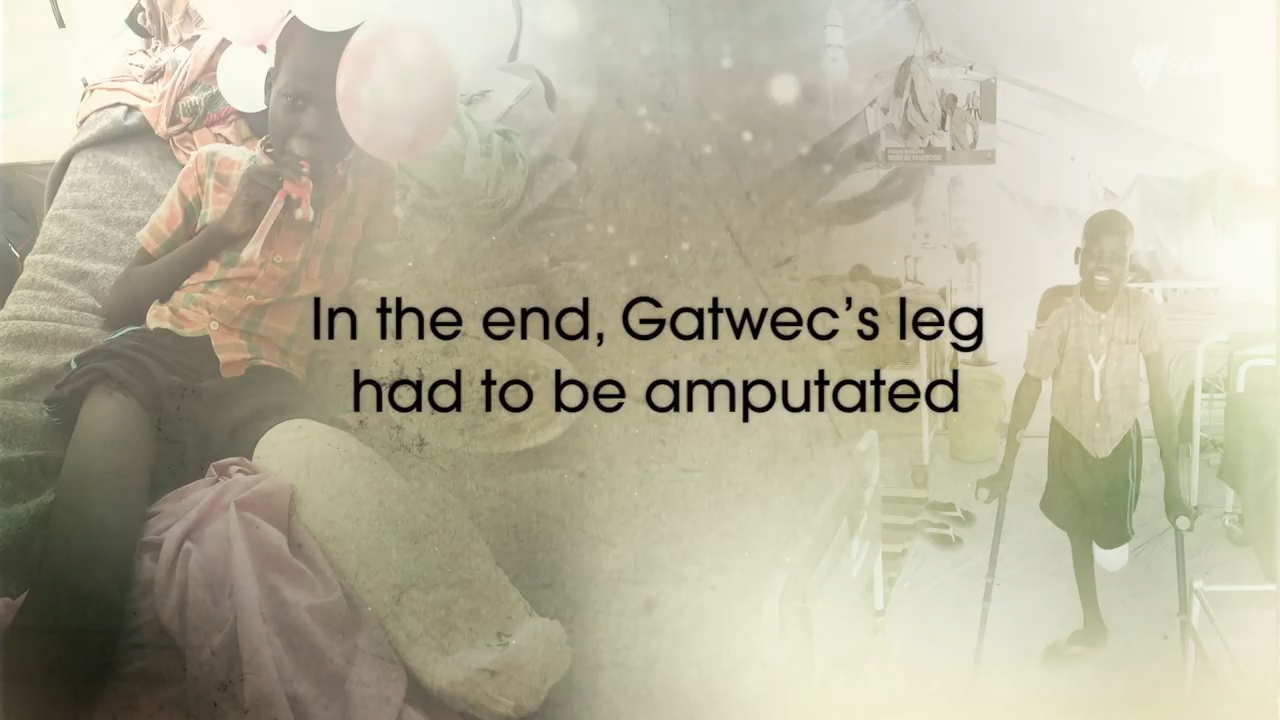 In the end, Gatwec’s leg
had to be amputated